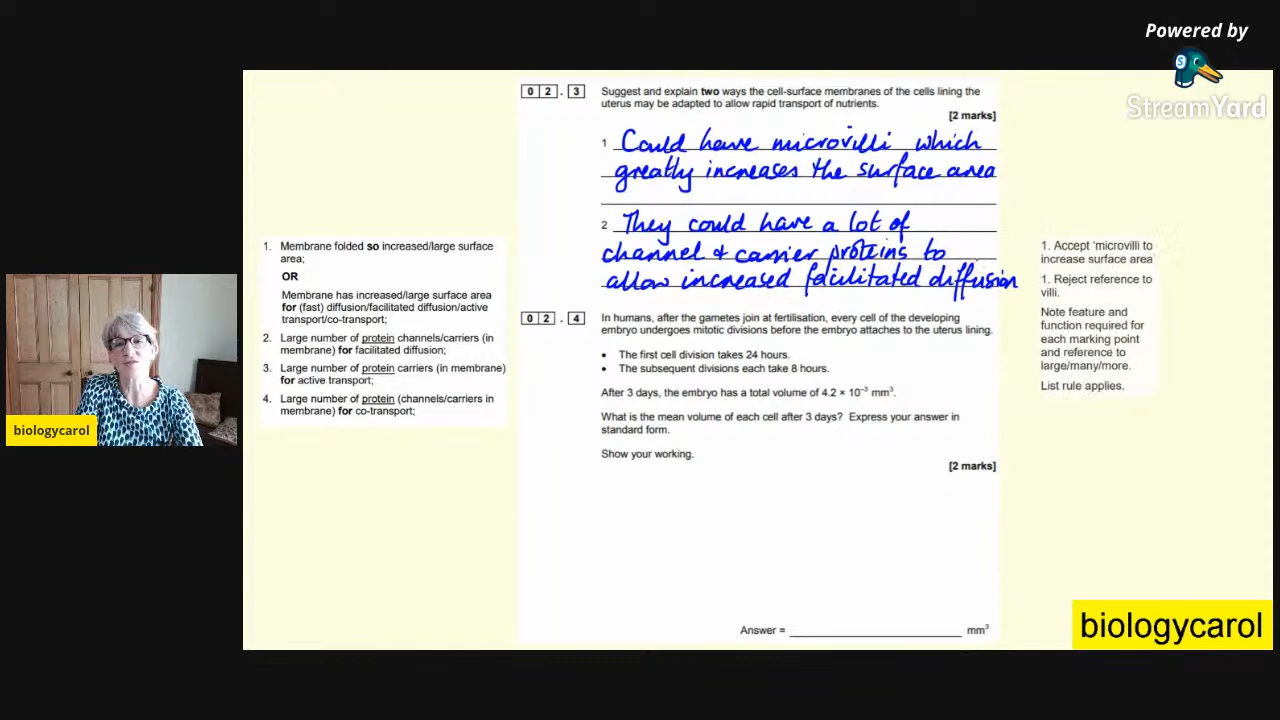 Powered by
S
StreamYard
0 2 . 3 Suggest and explain two ways the cell-surface membranes of the cells lining the
uterus may be adapted to allow rapid transport of nutrients.
[2 marks]
1 Could have microvilli which
greatly increases the surface area
2 They could have a lot of
channel & carrier proteins to
allow increased facilitated diffusion
1. Membrane folded so increased/large surface
area;
OR
Membrane has increased/large surface area
for (fast) diffusion/facilitated diffusion/active
transport/co-transport;
2. Large number of protein channels/carriers (in
membrane) for facilitated diffusion;
3. Large number of protein carriers (in membrane)
for active transport;
4. Large number of protein (channels/carriers in
membrane) for co-transport;
1. Accept 'microvilli to
increase surface area'
1. Reject reference to
villi.
Note feature and
function required for
each marking point
and reference to
large/many/more.
List rule applies.
0 2 . 4 In humans, after the gametes join at fertilisation, every cell of the developing
embryo undergoes mitotic divisions before the embryo attaches to the uterus lining.
• The first cell division takes 24 hours.
• The subsequent divisions each take 8 hours.
After 3 days, the embryo has a total volume of 4.2 × 10⁻³ mm³.
What is the mean volume of each cell after 3 days? Express your answer in
standard form.
Show your working.
[2 marks]
Answer = mm³
biologycarol
biologycarol